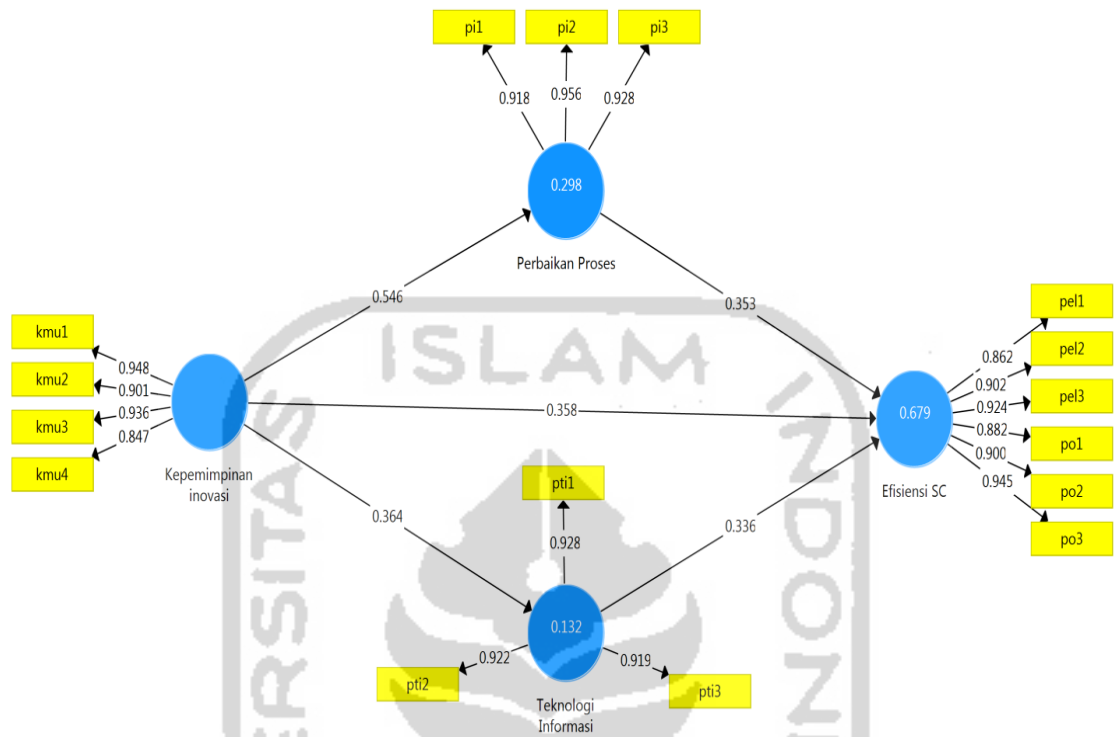 pi1 pi2 pi3
0.918 0.956 0.928
0.298
Perbaikan Proses
0.546 0.353
kmu1
kmu2
kmu3
kmu4
0.948
0.901
0.936
0.847
Kepemimpinan
inovasi
0.358
0.364
0.336
pti1
0.928
0.132
0.922
0.919
pti2
pti3
Teknologi
Informasi
0.679
Efisiensi SC
0.862
0.902
0.924
0.882
0.900
0.945
pel1
pel2
pel3
po1
po2
po3
ISLAM